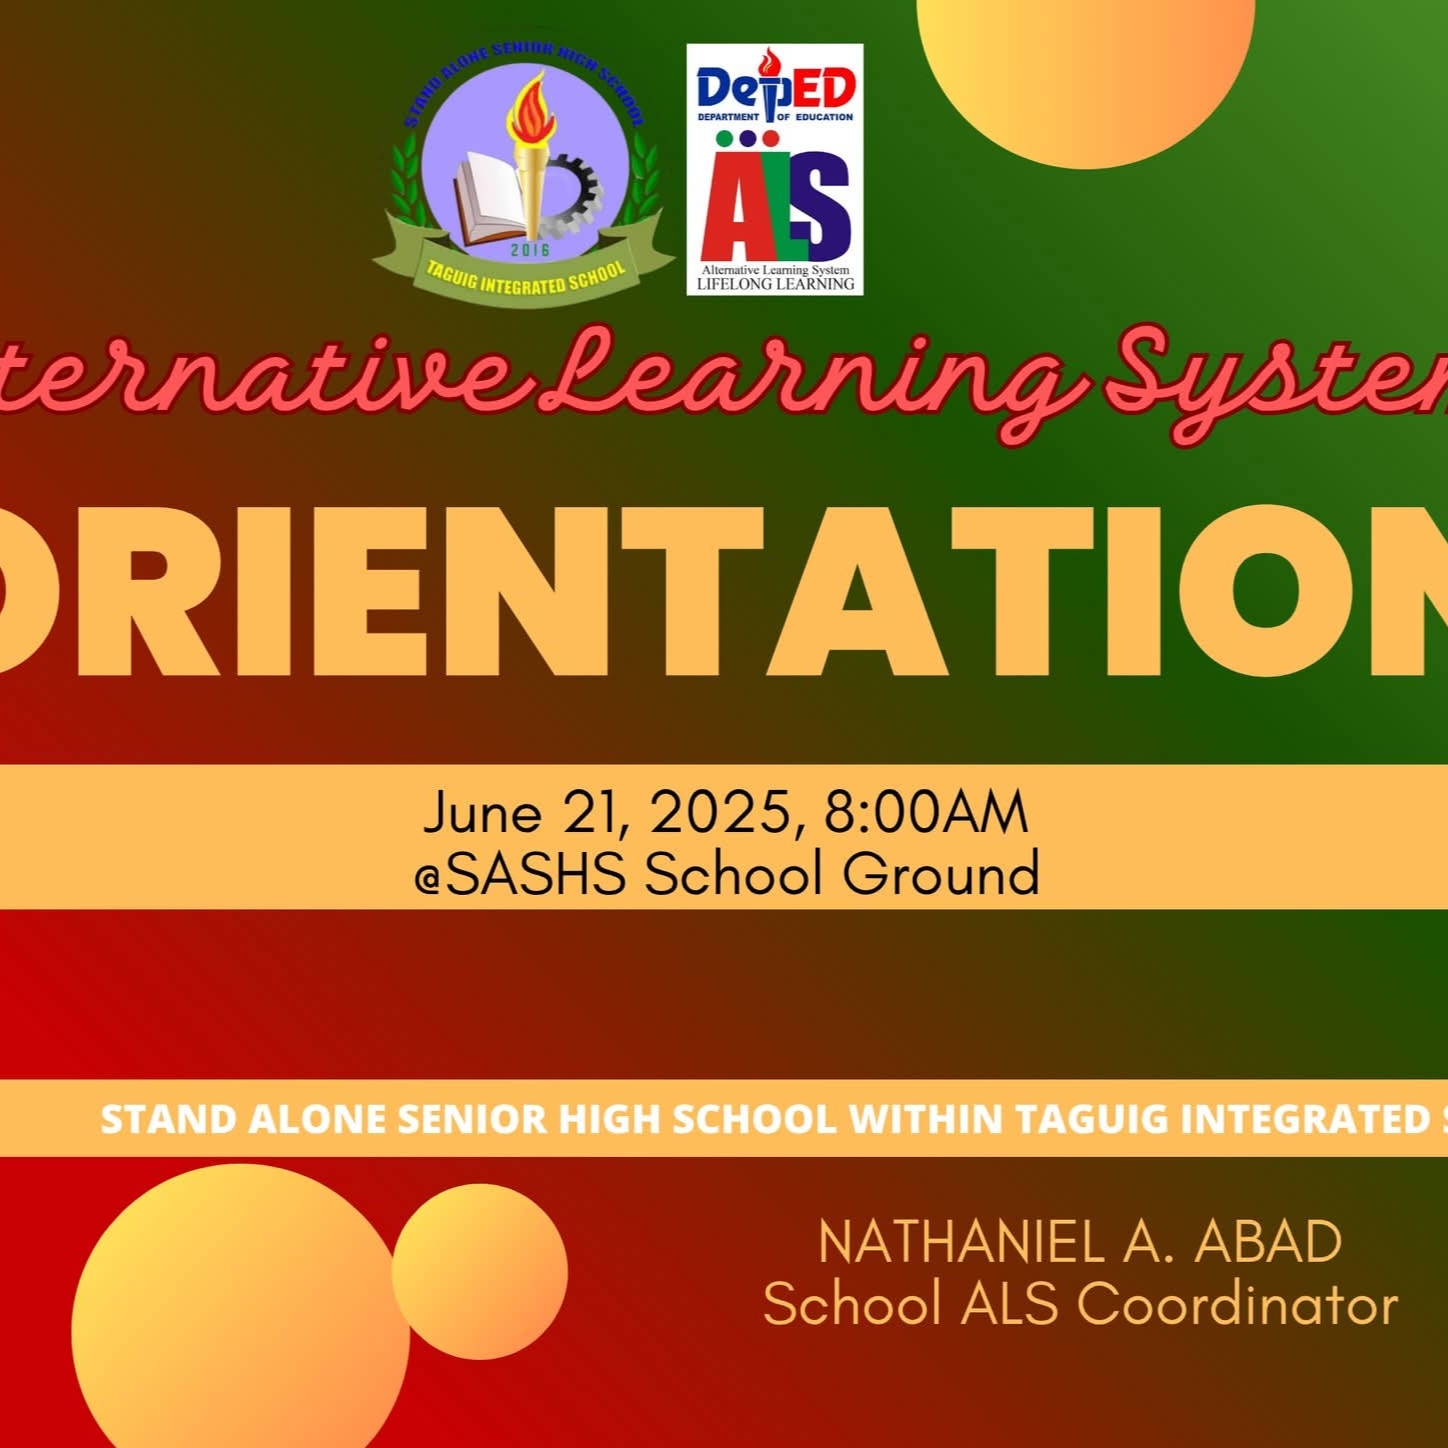 STAND ALONE SENIOR HIGH SCHOOL
2016
TAGUIG INTEGRATED SCHOOL
DepED
DEPARTMENT OF EDUCATION
ALS
Alternative Learning System
LIFELONG LEARNING
ternative Learning System
ORIENTATION
June 21, 2025, 8:00AM
@SASHS School Ground
STAND ALONE SENIOR HIGH SCHOOL WITHIN TAGUIG INTEGRATED S
NATHANIEL A. ABAD
School ALS Coordinator